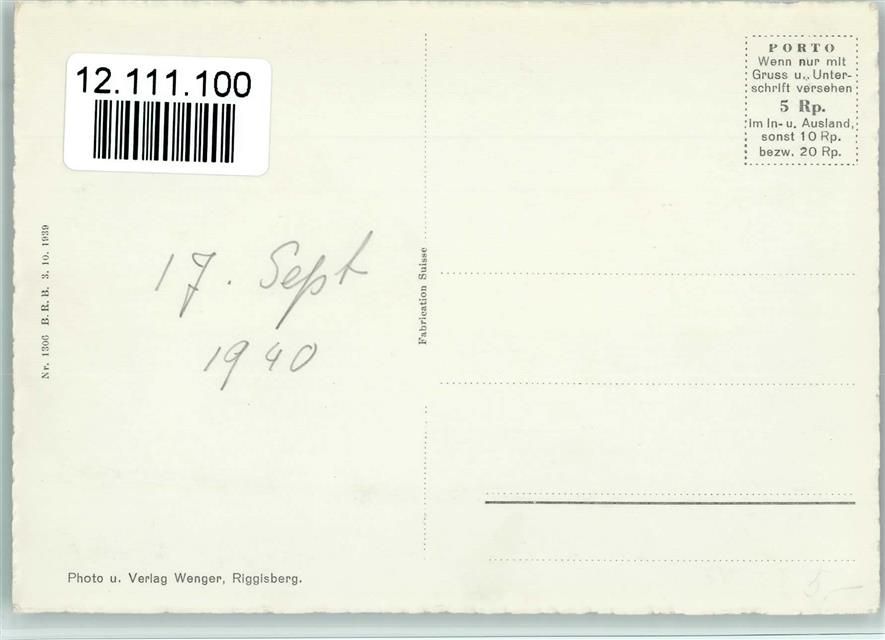 12.111.100
PORTO
Wenn nur mit
Gruss u. Unter-
schrift versehen
5 Rp.
im In- u. Ausland,
sonst 10 Rp.
bezw. 20 Rp.
Nr. 1306 B. R. B. 3. 10. 1939
17. Sept
1940
Fabrication Suisse
Photo u. Verlag Wenger, Riggisberg.
5.—